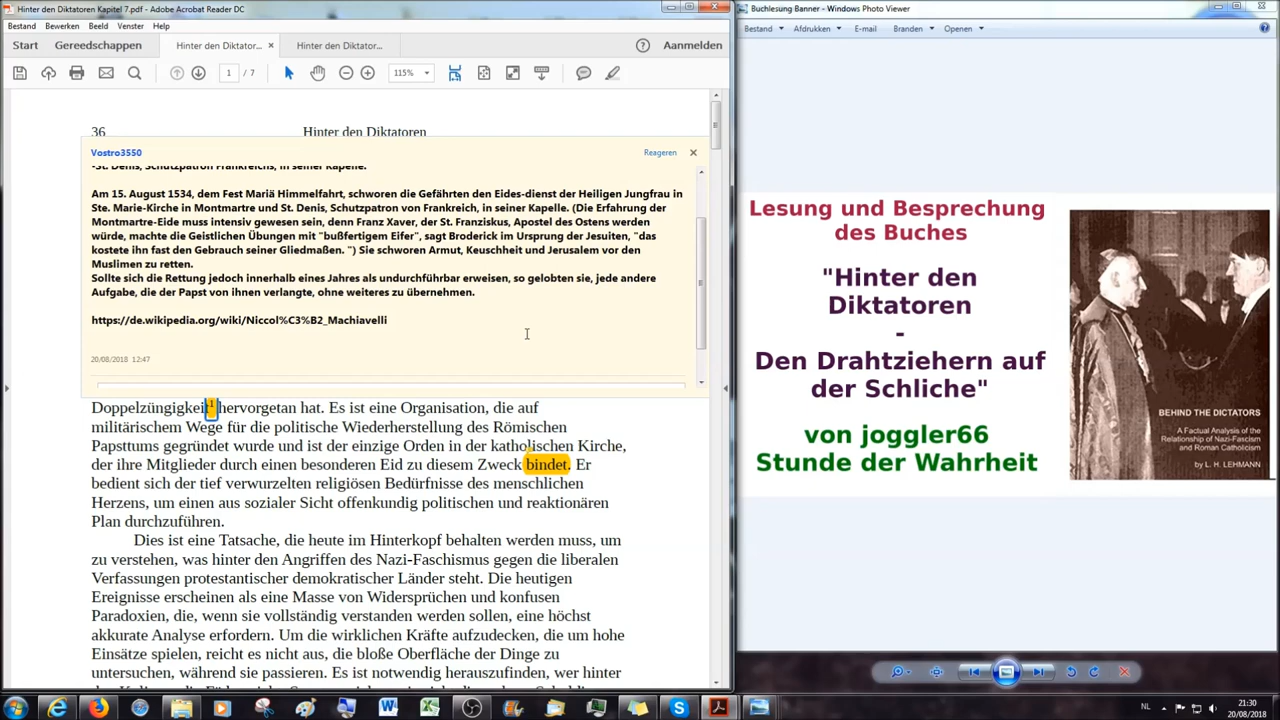 Hinter den Diktatoren Kapitel 7.pdf - Adobe Acrobat Reader DC
Bestand Bewerken Beeld Venster Help
Start Gereedschappen Hinter den Diktator... × Hinter den Diktator... Aanmelden
1 / 7 115%
36 Hinter den Diktatoren
Vostro3550 Reageren
-St. Denis, Schutzpatron Frankreichs, in seiner Kapelle.
Am 15. August 1534, dem Fest Mariä Himmelfahrt, schworen die Gefährten den Eides-dienst der Heiligen Jungfrau in
Ste. Marie-Kirche in Montmartre und St. Denis, Schutzpatron von Frankreich, in seiner Kapelle. (Die Erfahrung der
Montmartre-Eide muss intensiv gewesen sein, denn Franz Xaver, der St. Franziskus, Apostel des Ostens werden
würde, machte die Geistlichen Übungen mit "bußfertigem Eifer", sagt Broderick im Ursprung der Jesuiten, "das
kostete ihn fast den Gebrauch seiner Gliedmaßen. ") Sie schworen Armut, Keuschheit und Jerusalem vor den
Muslimen zu retten.
Sollte sich die Rettung jedoch innerhalb eines Jahres als undurchführbar erweisen, so gelobten sie, jede andere
Aufgabe, die der Papst von ihnen verlangte, ohne weiteres zu übernehmen.
https://de.wikipedia.org/wiki/Niccol%C3%B2_Machiavelli
20/08/2018 12:47
Doppelzüngigkeit1 hervorgetan hat. Es ist eine Organisation, die auf
militärischem Wege für die politische Wiederherstellung des Römischen
Papsttums gegründet wurde und ist der einzige Orden in der katholischen Kirche,
der ihre Mitglieder durch einen besonderen Eid zu diesem Zweck bindet. Er
bedient sich der tief verwurzelten religiösen Bedürfnisse des menschlichen
Herzens, um einen aus sozialer Sicht offenkundig politischen und reaktionären
Plan durchzuführen.
Dies ist eine Tatsache, die heute im Hinterkopf behalten werden muss, um
zu verstehen, was hinter den Angriffen des Nazi-Faschismus gegen die liberalen
Verfassungen protestantischer demokratischer Länder steht. Die heutigen
Ereignisse erscheinen als eine Masse von Widersprüchen und konfusen
Paradoxien, die, wenn sie vollständig verstanden werden sollen, eine höchst
akkurate Analyse erfordern. Um die wirklichen Kräfte aufzudecken, die um hohe
Einsätze spielen, reicht es nicht aus, die bloße Oberfläche der Dinge zu
untersuchen, während sie passieren. Es ist notwendig herauszufinden, wer hinter
Buchlesung Banner - Windows Photo Viewer
Bestand Afdrukken E-mail Branden Openen
Lesung und Besprechung
des Buches
"Hinter den
Diktatoren
-
Den Drahtziehern auf
der Schliche"
von joggler66
Stunde der Wahrheit
BEHIND THE DICTATORS
A Factual Analysis of the
Relationship of Nazi-Fascism
and Roman Catholicism
by L. H. LEHMANN
NL 21:30
20/08/2018